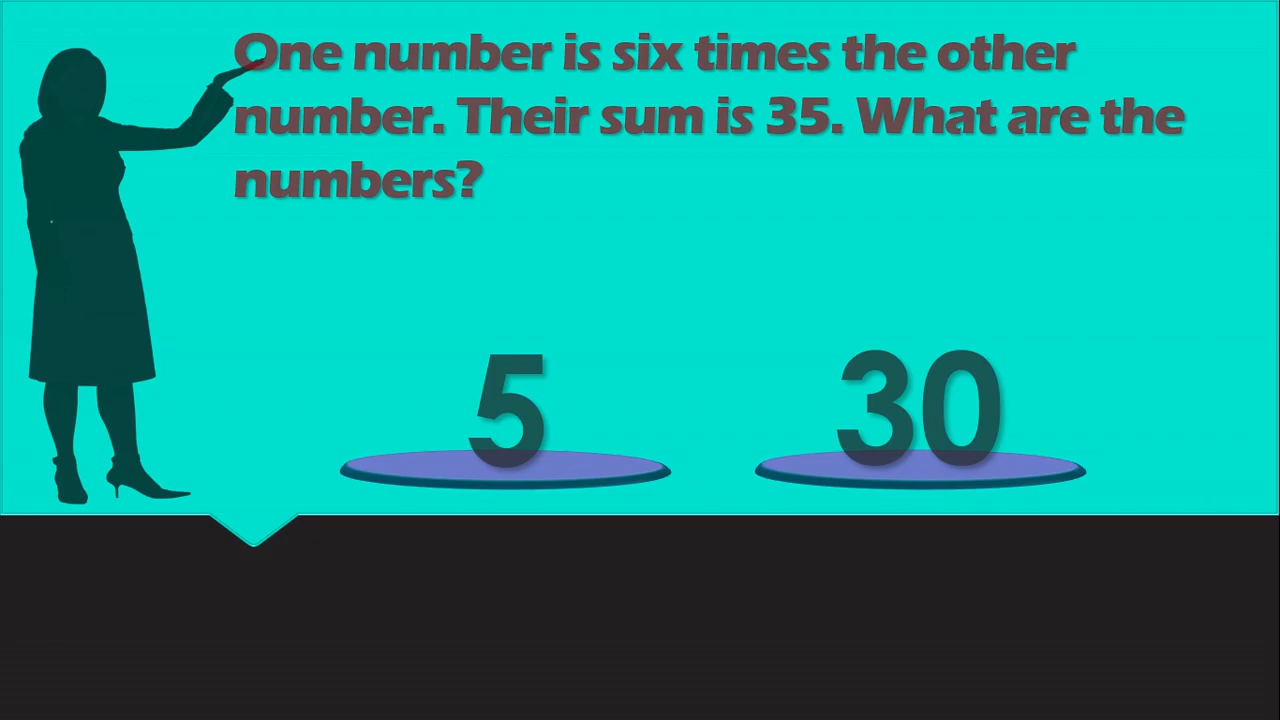 One number is six times the other
number. Their sum is 35. What are the
numbers?
5 30